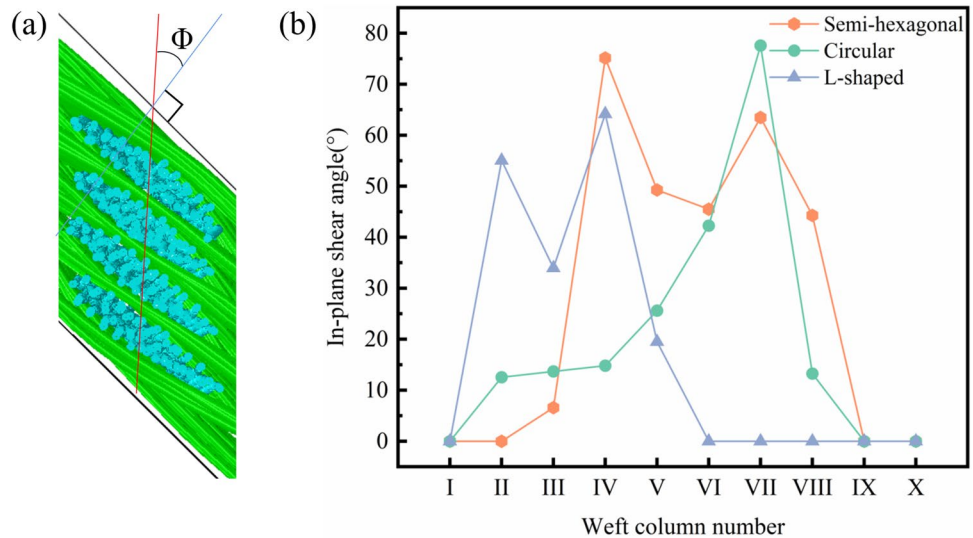 (a)
Φ
(b)
Semi-hexagonal
Circular
L-shaped
In-plane shear angle(°)
80
70
60
50
40
30
20
10
0
I II III IV V VI VII VIII IX X
Weft column number